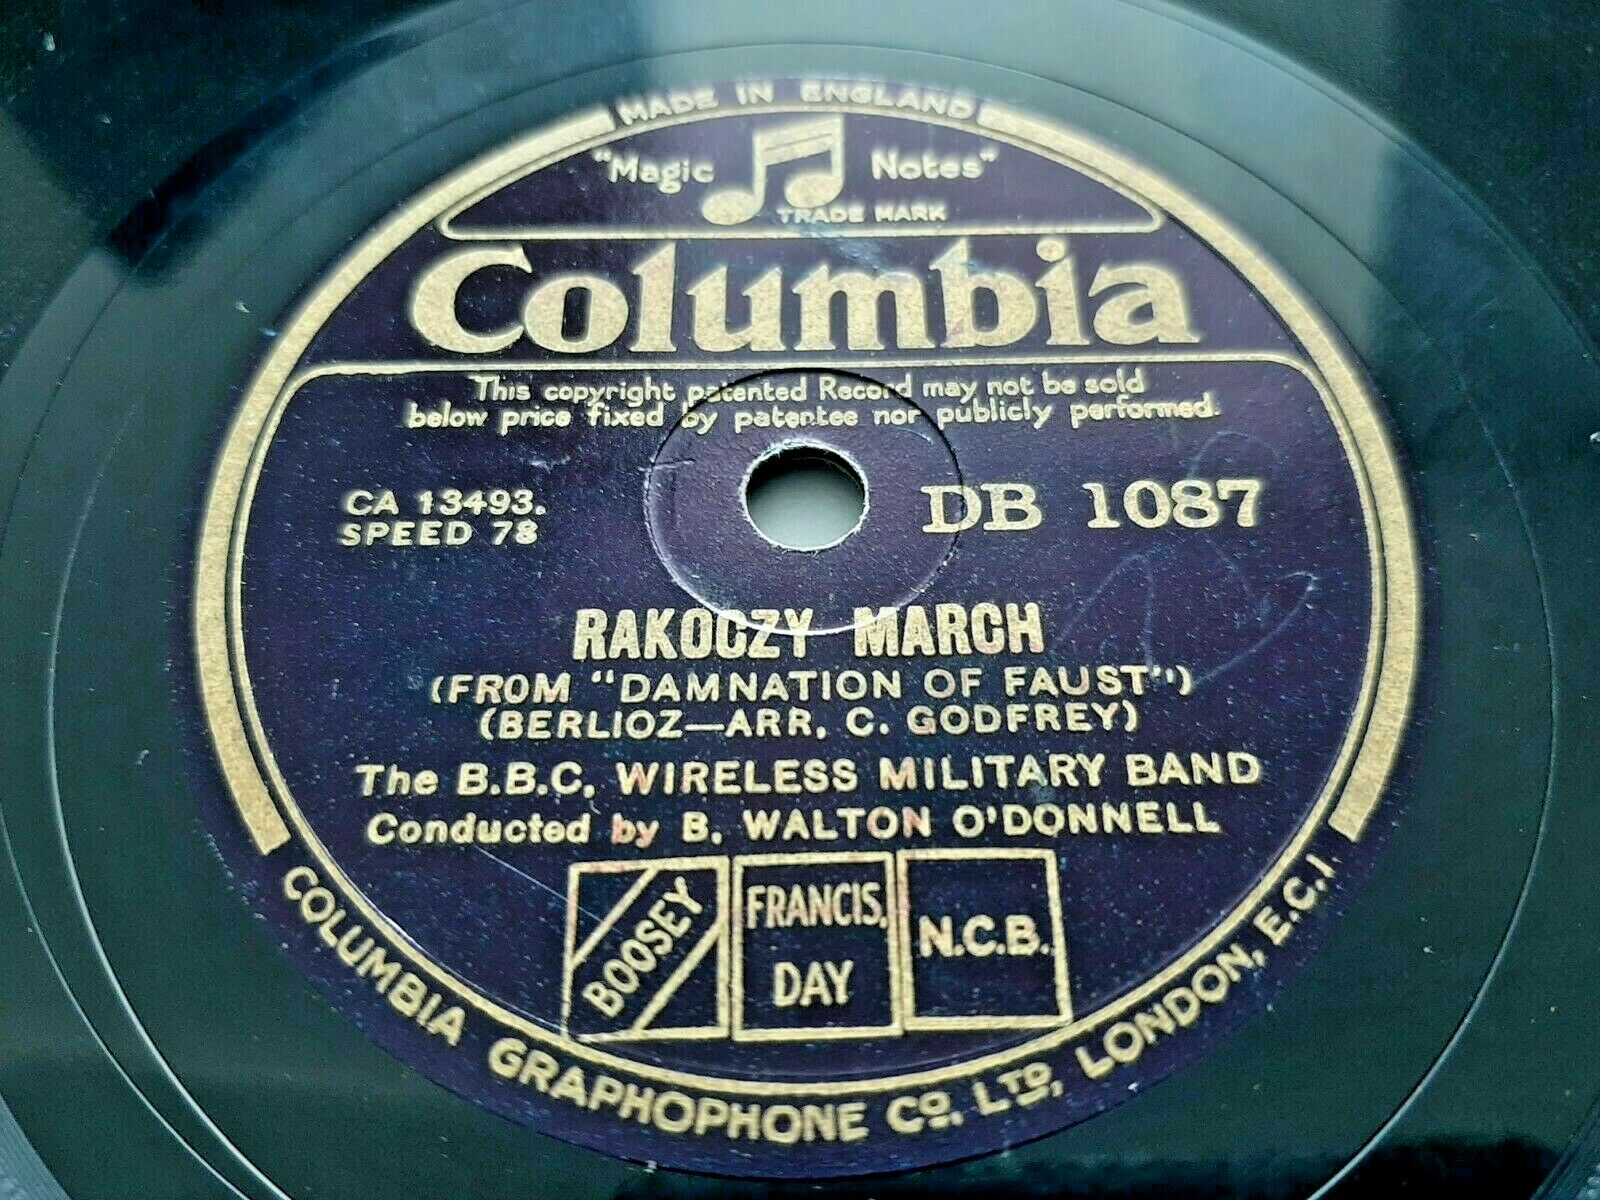 MADE IN ENGLAND
"Magic Notes"
TRADE MARK
Columbia
This copyright patented Record may not be sold
below price fixed by patentee nor publicly performed.
CA 13493.
SPEED 78
DB 1087
RAKOCZY MARCH
(FROM "DAMNATION OF FAUST")
(BERLIOZ—ARR. C. GODFREY)
The B.B.C. WIRELESS MILITARY BAND
Conducted by B. WALTON O'DONNELL
BOOSEY
FRANCIS,
DAY
N.C.B.
COLUMBIA GRAPHOPHONE CO. LTD, LONDON, E.C.1.